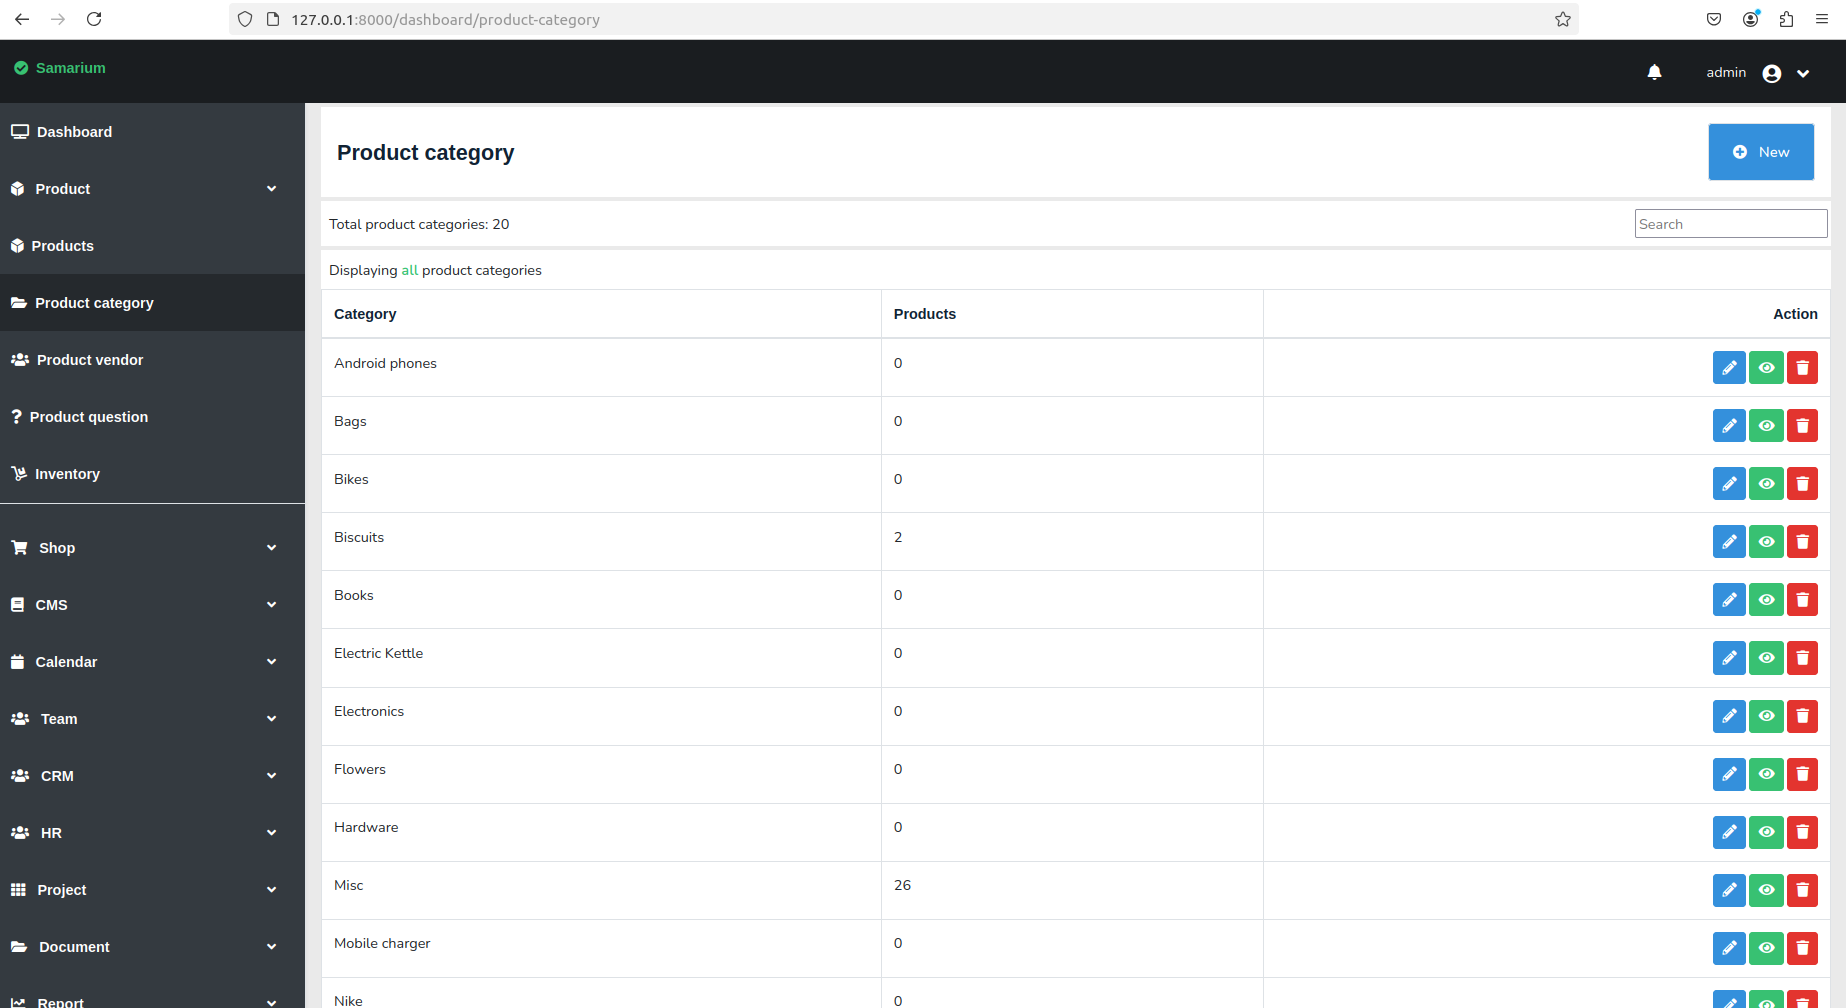 127.0.0.1:8000/dashboard/product-category
Samarium
admin
Dashboard
Product
Products
Product category
Product vendor
Product question
Inventory
Shop
CMS
Calendar
Team
CRM
HR
Project
Document
Report
Product category
New
Total product categories: 20
Search
Displaying all product categories
Category Products Action
Android phones 0
Bags 0
Bikes 0
Biscuits 2
Books 0
Electric Kettle 0
Electronics 0
Flowers 0
Hardware 0
Misc 26
Mobile charger 0
Nike 0